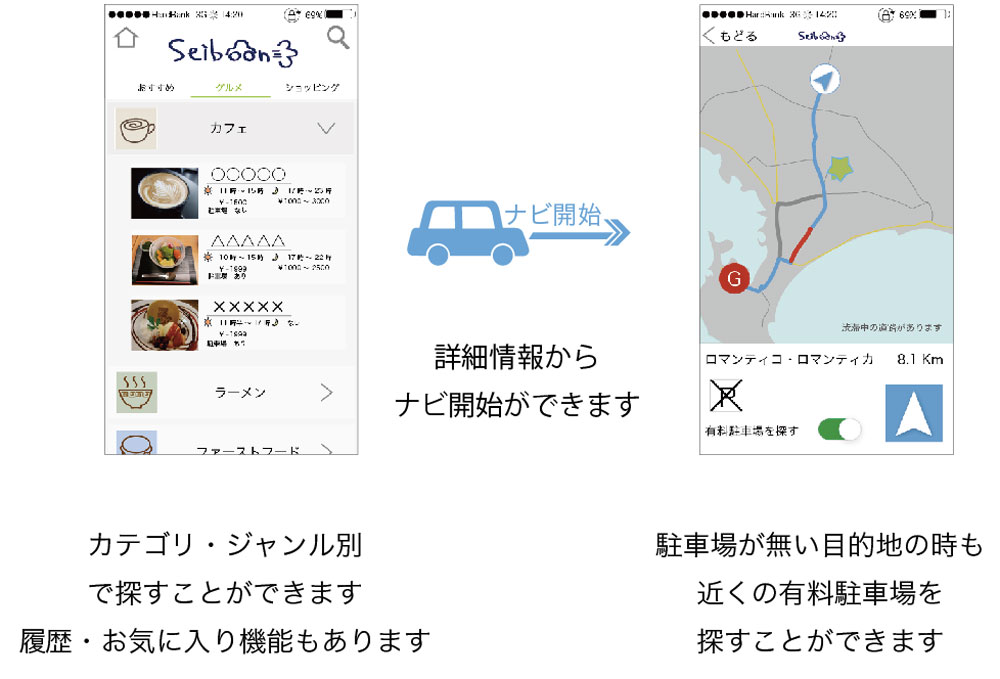 ●●●●●HardBank 3G 14:20 69%
Seiboan
おすすめ グルメ ショッピング
カフェ
○○○○○
11時～15時 17時～23時
¥-1500 ¥1000～3000
駐車場 なし
△△△△△
10時～15時 17時～22時
¥-1999 ¥1000～2500
駐車場 あり
×××××
なし
¥-1999
駐車場 あり
ラーメン
ファーストフード
ナビ開始
詳細情報から
ナビ開始ができます
●●●●●HardBank 3G 14:20 69%
もどる Seiboan
G
渋滞中の道路があります
ロマンティコ・ロマンティカ 8.1 Km
P
有料駐車場を探す
カテゴリ・ジャンル別
で探すことができます
履歴・お気に入り機能もあります
駐車場が無い目的地の時も
近くの有料駐車場を
探すことができます